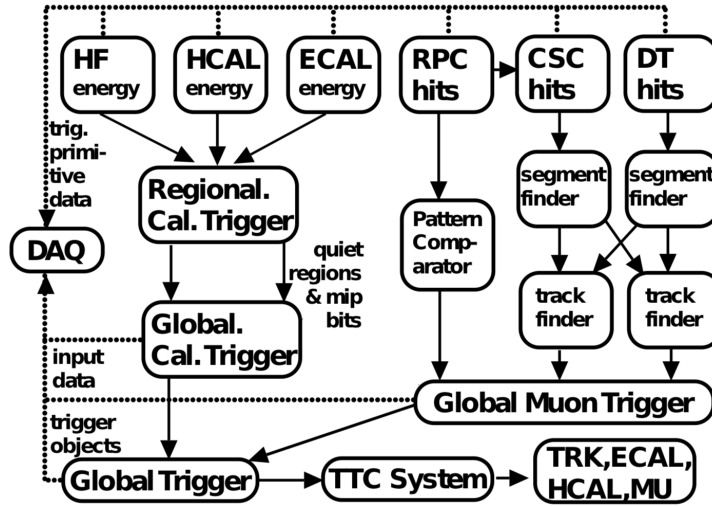 HF
energy
HCAL
energy
ECAL
energy
RPC
hits
CSC
hits
DT
hits
trig.
primi-
tive
data
Regional.
Cal. Trigger
segment
finder
segment
finder
DAQ
quiet
regions
& mip
bits
Pattern
Comp-
arator
Global.
Cal. Trigger
track
finder
track
finder
input
data
Global Muon Trigger
trigger
objects
Global Trigger
TTC System
TRK,ECAL,
HCAL,MU